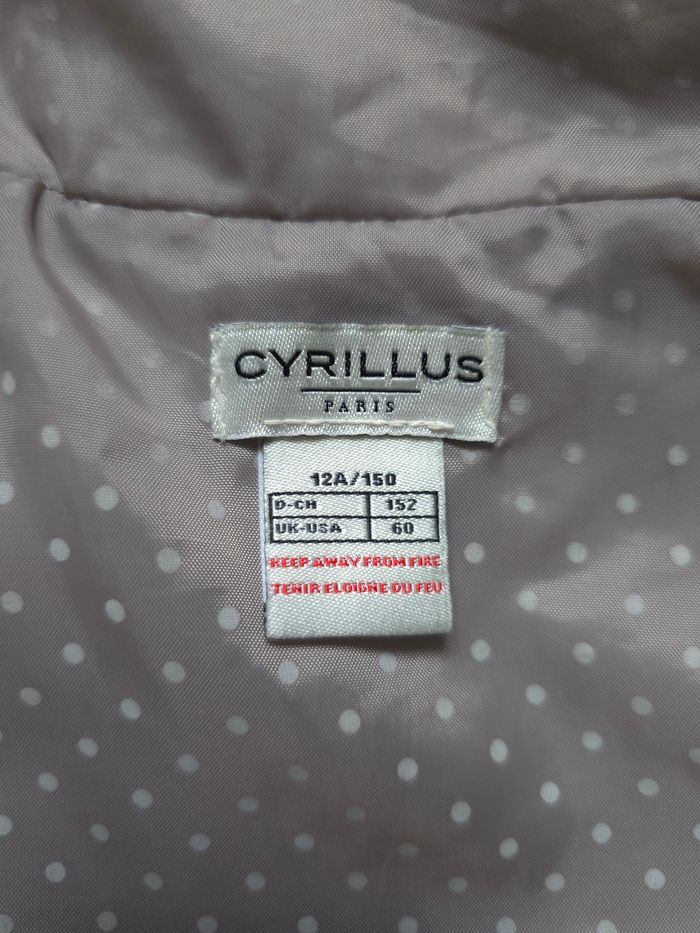 CYRILLUS
PARIS
12A/150
D-CH 152
UK-USA 60
KEEP AWAY FROM FIRE
TENIR ELOIGNE DU FEU